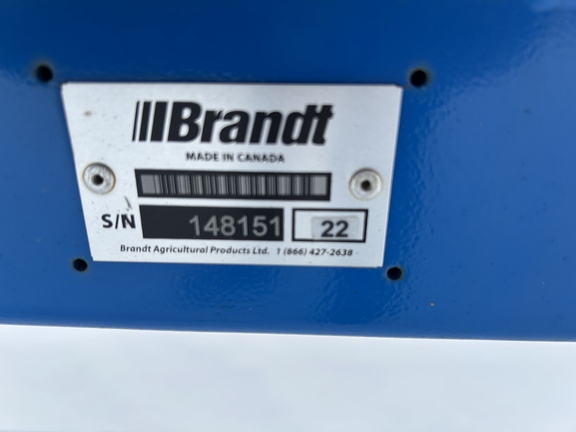 Brandt
MADE IN CANADA
S/N 148151 22
Brandt Agricultural Products Ltd. 1 (866) 427-2638